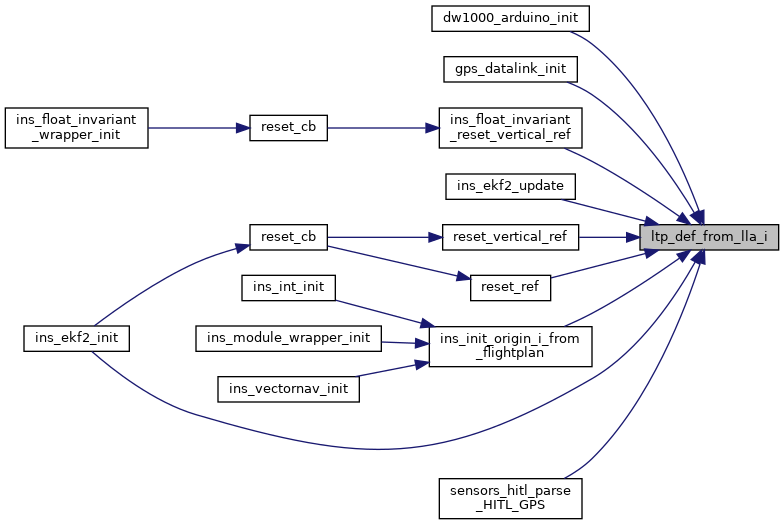 dw1000_arduino_init
gps_datalink_init
ins_float_invariant
_wrapper_init
reset_cb
ins_float_invariant
_reset_vertical_ref
ins_ekf2_update
reset_cb
reset_vertical_ref
ltp_def_from_lla_i
ins_int_init
reset_ref
ins_ekf2_init
ins_module_wrapper_init
ins_init_origin_i_from
_flightplan
ins_vectornav_init
sensors_hitl_parse
_HITL_GPS